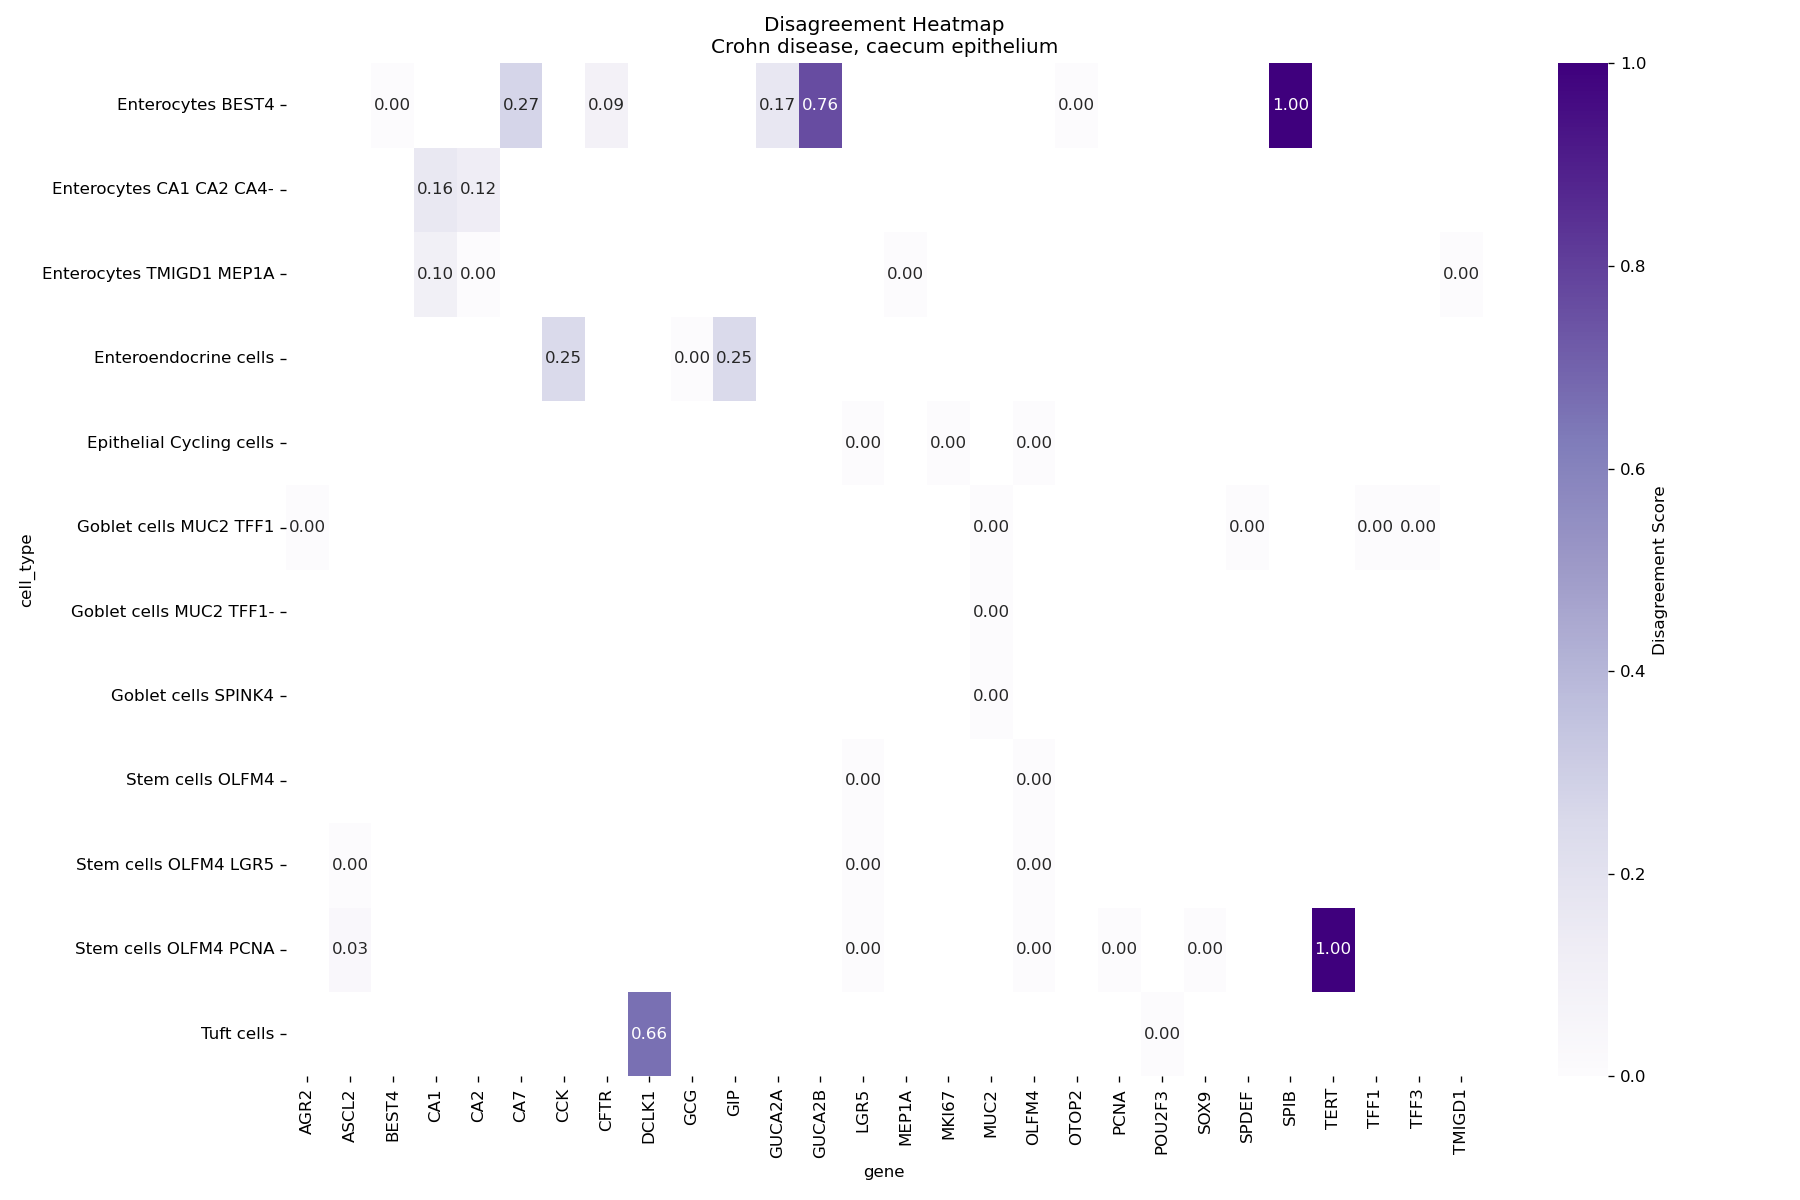 Disagreement Heatmap
Crohn disease, caecum epithelium
Enterocytes BEST4 0.00 0.27 0.09 0.17 0.76 0.00 1.00
Enterocytes CA1 CA2 CA4- 0.16 0.12
Enterocytes TMIGD1 MEP1A 0.10 0.00 0.00 0.00
Enteroendocrine cells 0.25 0.00 0.25
Epithelial Cycling cells 0.00 0.00 0.00
Goblet cells MUC2 TFF1 0.00 0.00 0.00 0.00 0.00
Goblet cells MUC2 TFF1- 0.00
Goblet cells SPINK4 0.00
Stem cells OLFM4 0.00 0.00
Stem cells OLFM4 LGR5 0.00 0.00 0.00
Stem cells OLFM4 PCNA 0.03 0.00 0.00 0.00 0.00 1.00
Tuft cells 0.66 0.00
cell_type
AGR2
ASCL2
BEST4
CA1
CA2
CA7
CCK
CFTR
DCLK1
GCG
GIP
GUCA2A
GUCA2B
LGR5
MEP1A
MKI67
MUC2
OLFM4
OTOP2
PCNA
POU2F3
SOX9
SPDEF
SPIB
TERT
TFF1
TFF3
TMIGD1
gene
1.0
0.8
0.6
0.4
0.2
0.0
Disagreement Score